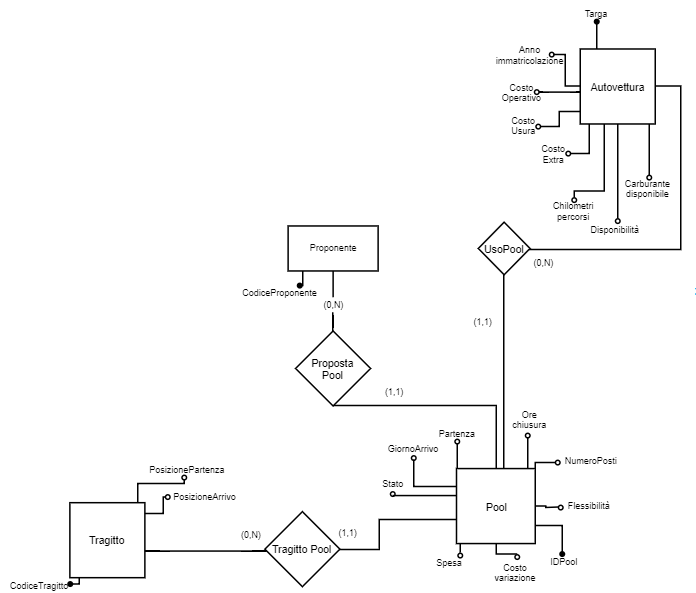 Targa
Anno
immatricolazione
Costo
Operativo
Autovettura
Costo
Usura
Costo
Extra
Carburante
disponibile
Chilometri
percorsi
Disponibilità
Proponente
UsoPool
(0,N)
CodiceProponente
(0,N)
(1,1)
Proposta
Pool
(1,1)
Ore
chiusura
Partenza
GiornoArrivo
NumeroPosti
PosizionePartenza
Stato
PosizioneArrivo
Pool
Flessibilità
Tragitto
(0,N)
(1,1)
Tragitto Pool
Spesa
IDPool
Costo
variazione
CodiceTragitto